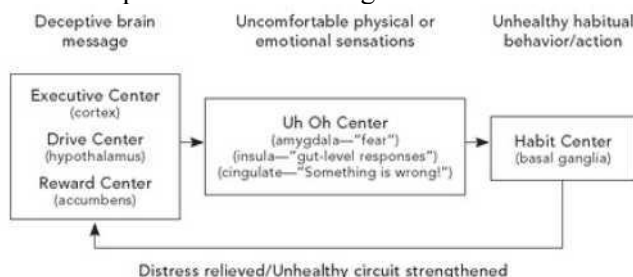 Deceptive brain
message
Uncomfortable physical or
emotional sensations
Unhealthy habitual
behavior/action
Executive Center
(cortex)
Drive Center
(hypothalamus)
Reward Center
(accumbens)
Uh Oh Center
(amygdala—"fear")
(insula—"gut-level responses")
(cingulate—"Something is wrong!")
Habit Center
(basal ganglia)
Distress relieved/Unhealthy circuit strengthened